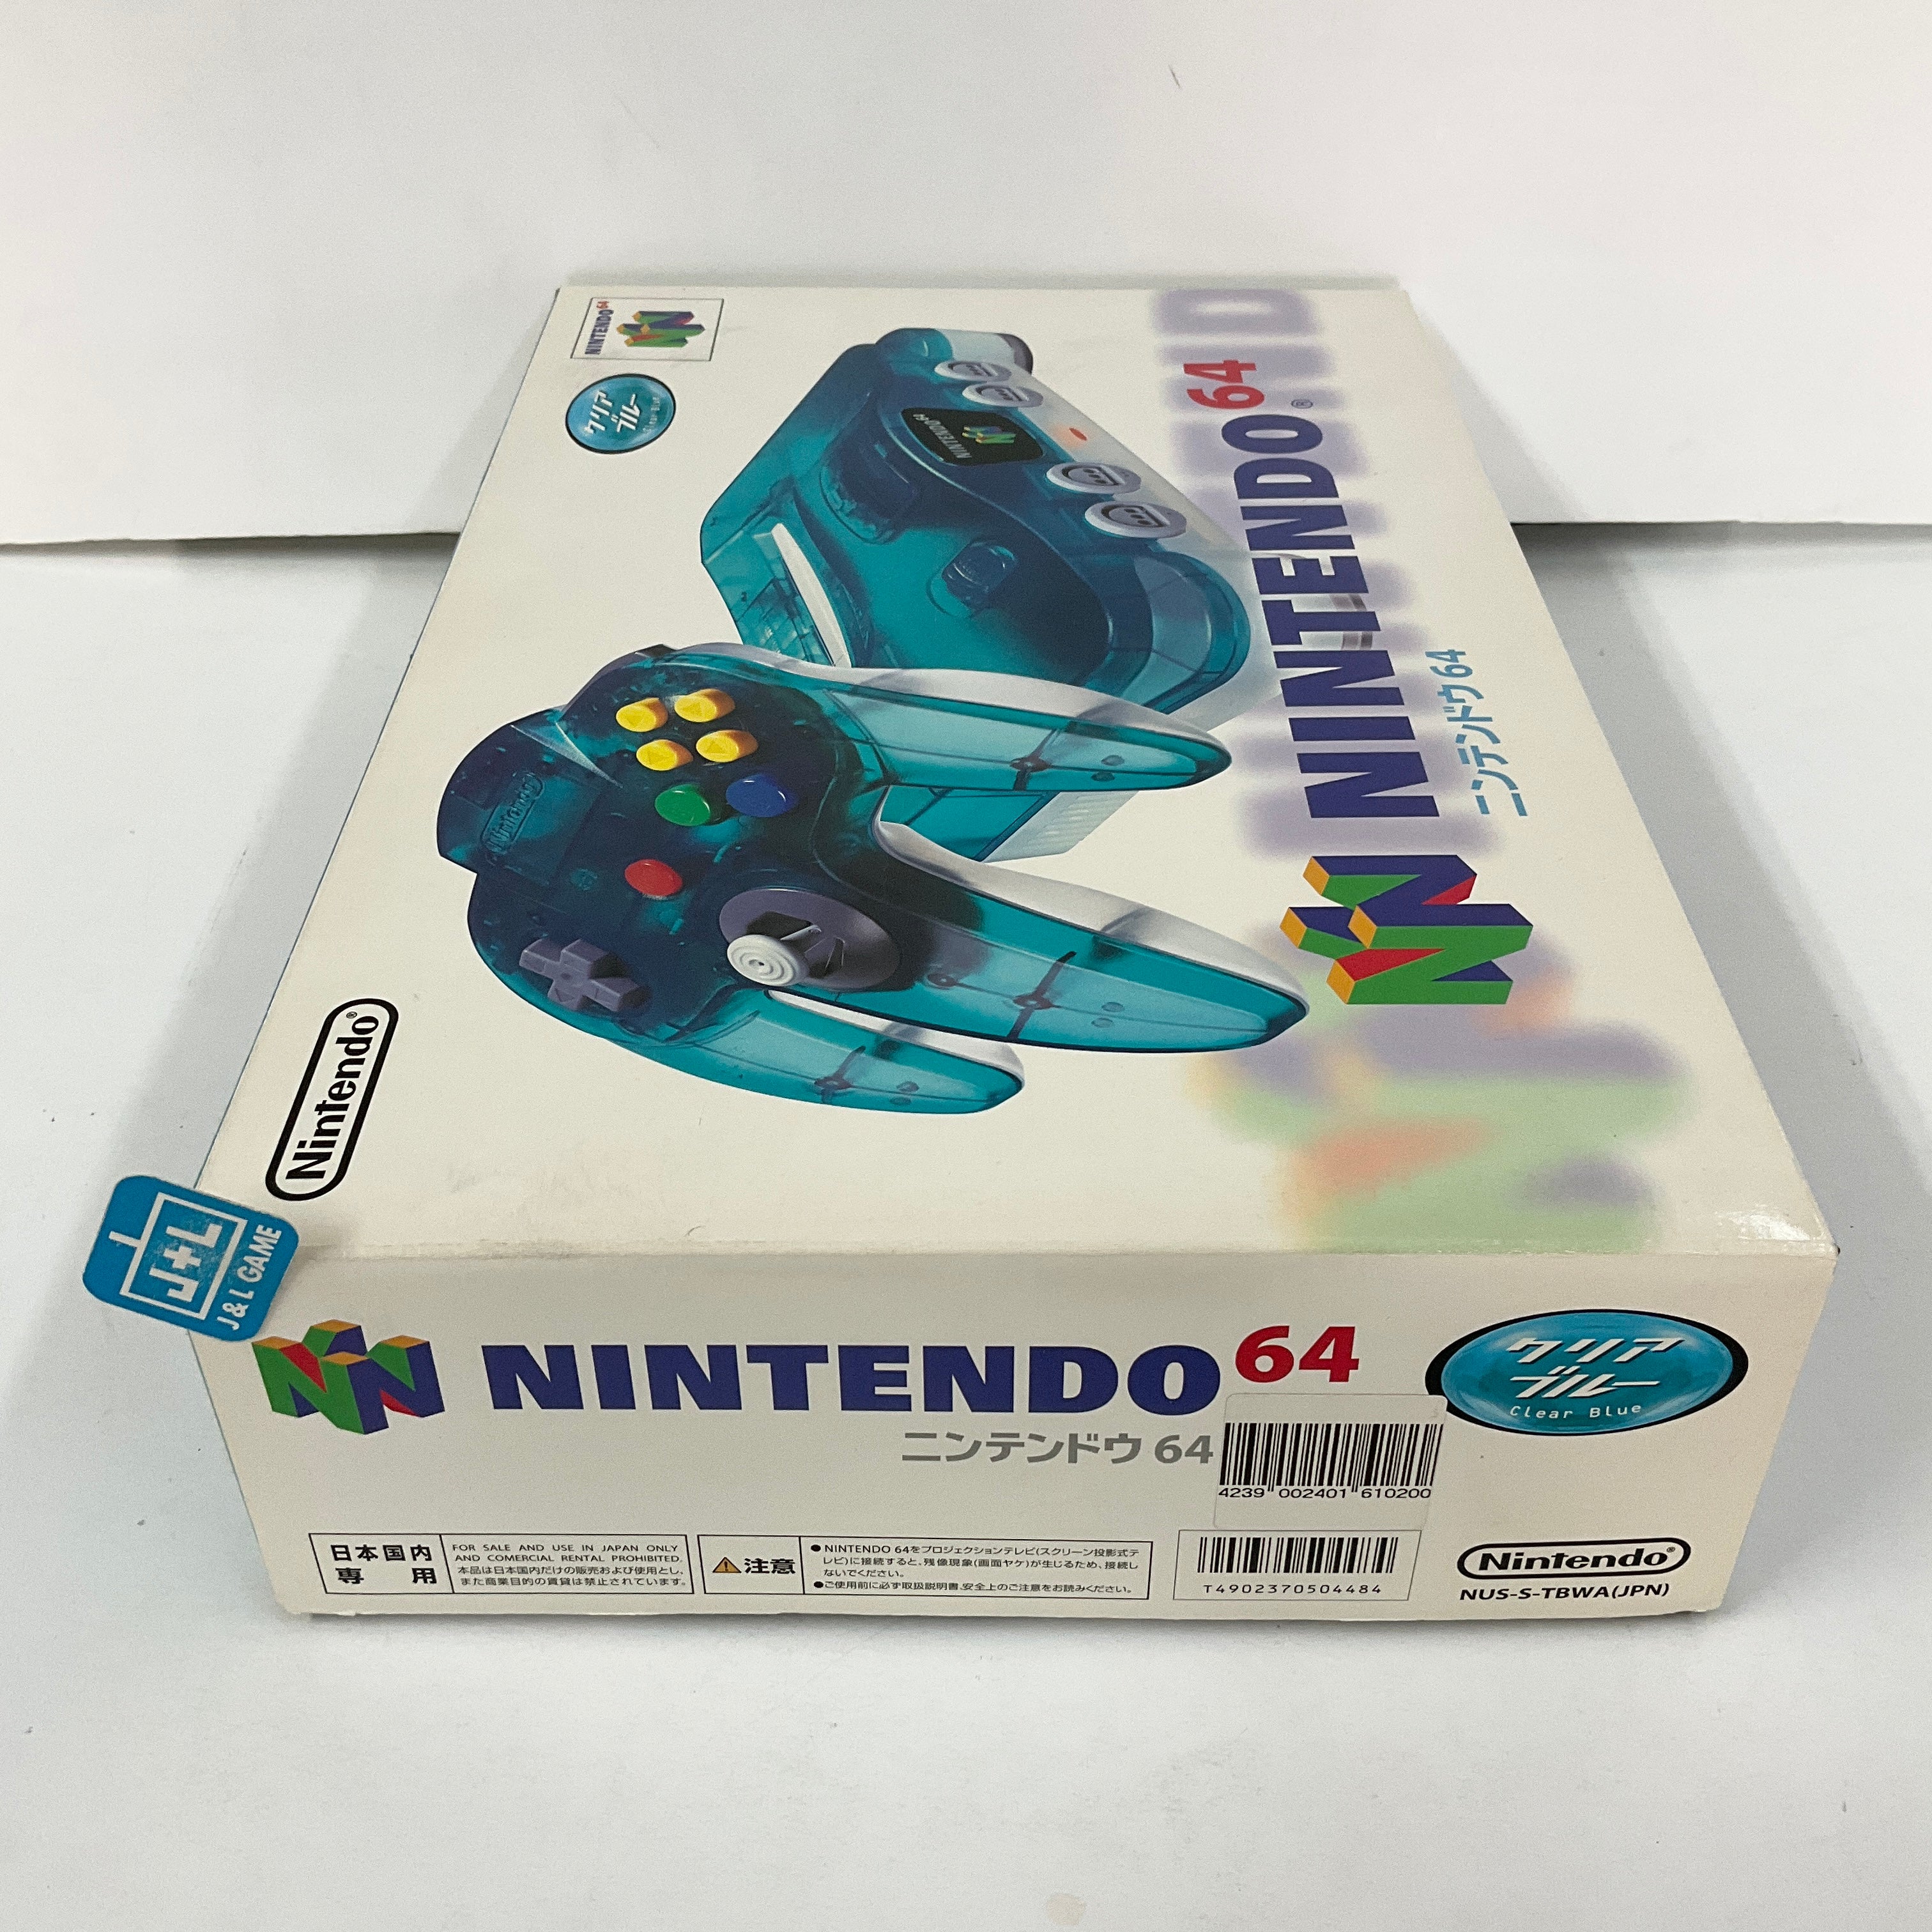 NINTENDO 64
クリア
ブルー
Clear Blue
NINTENDO 64
NINTENDO 64®
ニンテンドウ64
Nintendo
Nintendo®
J+L
J&L GAME
NINTENDO 64
ニンテンドウ 64
クリア
ブルー
Clear Blue
4239 002401 610200
日本国内
専用
FOR SALE AND USE IN JAPAN ONLY
AND COMERCIAL RENTAL PROHIBITED.
本品は日本国内だけの販売および使用とし、
また商業目的の賃貸は禁止されています。
注意
●NINTENDO 64をプロジェクションテレビ(スクリーン投影式テ
レビ)に接続すると、残像現象(画面ヤケ)が生じるため、接続し
ないでください。
●ご使用前に必ず取扱説明書、安全上のご注意をお読みください。
T4902370504484
Nintendo®
NUS-S-TBWA(JPN)